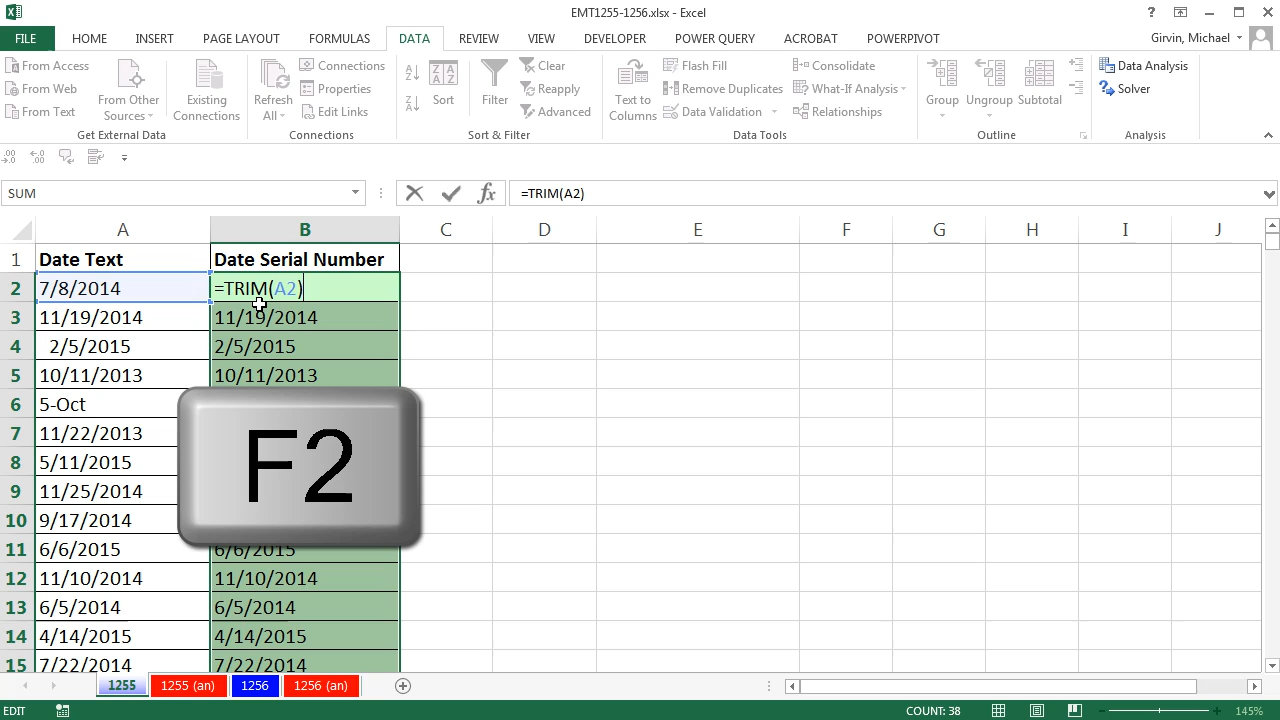 EMT1255-1256.xlsx - Excel
FILE HOME INSERT PAGE LAYOUT FORMULAS DATA REVIEW VIEW DEVELOPER POWER QUERY ACROBAT POWERPIVOT Girvin, Michael
From Access
From Web
From Text
From Other Sources
Get External Data
Existing Connections
Refresh All
Connections
Properties
Edit Links
Connections
Sort
Filter
Clear
Reapply
Advanced
Sort & Filter
Text to Columns
Flash Fill
Remove Duplicates
Data Validation
Consolidate
What-If Analysis
Relationships
Data Tools
Group
Ungroup
Subtotal
Outline
Data Analysis
Solver
Analysis
SUM fx =TRIM(A2)
A B C D E F G H I J
1 Date Text Date Serial Number
2 7/8/2014 =TRIM(A2)
3 11/19/2014 11/19/2014
4 2/5/2015 2/5/2015
5 10/11/2013 10/11/2013
6 5-Oct
7 11/22/2013
8 5/11/2015
9 11/25/2014
10 9/17/2014
F2
11 6/6/2015 6/6/2015
12 11/10/2014 11/10/2014
13 6/5/2014 6/5/2014
14 4/14/2015 4/14/2015
15 7/22/2014 7/22/2014
1255 1255 (an) 1256 1256 (an)
EDIT COUNT: 38 145%